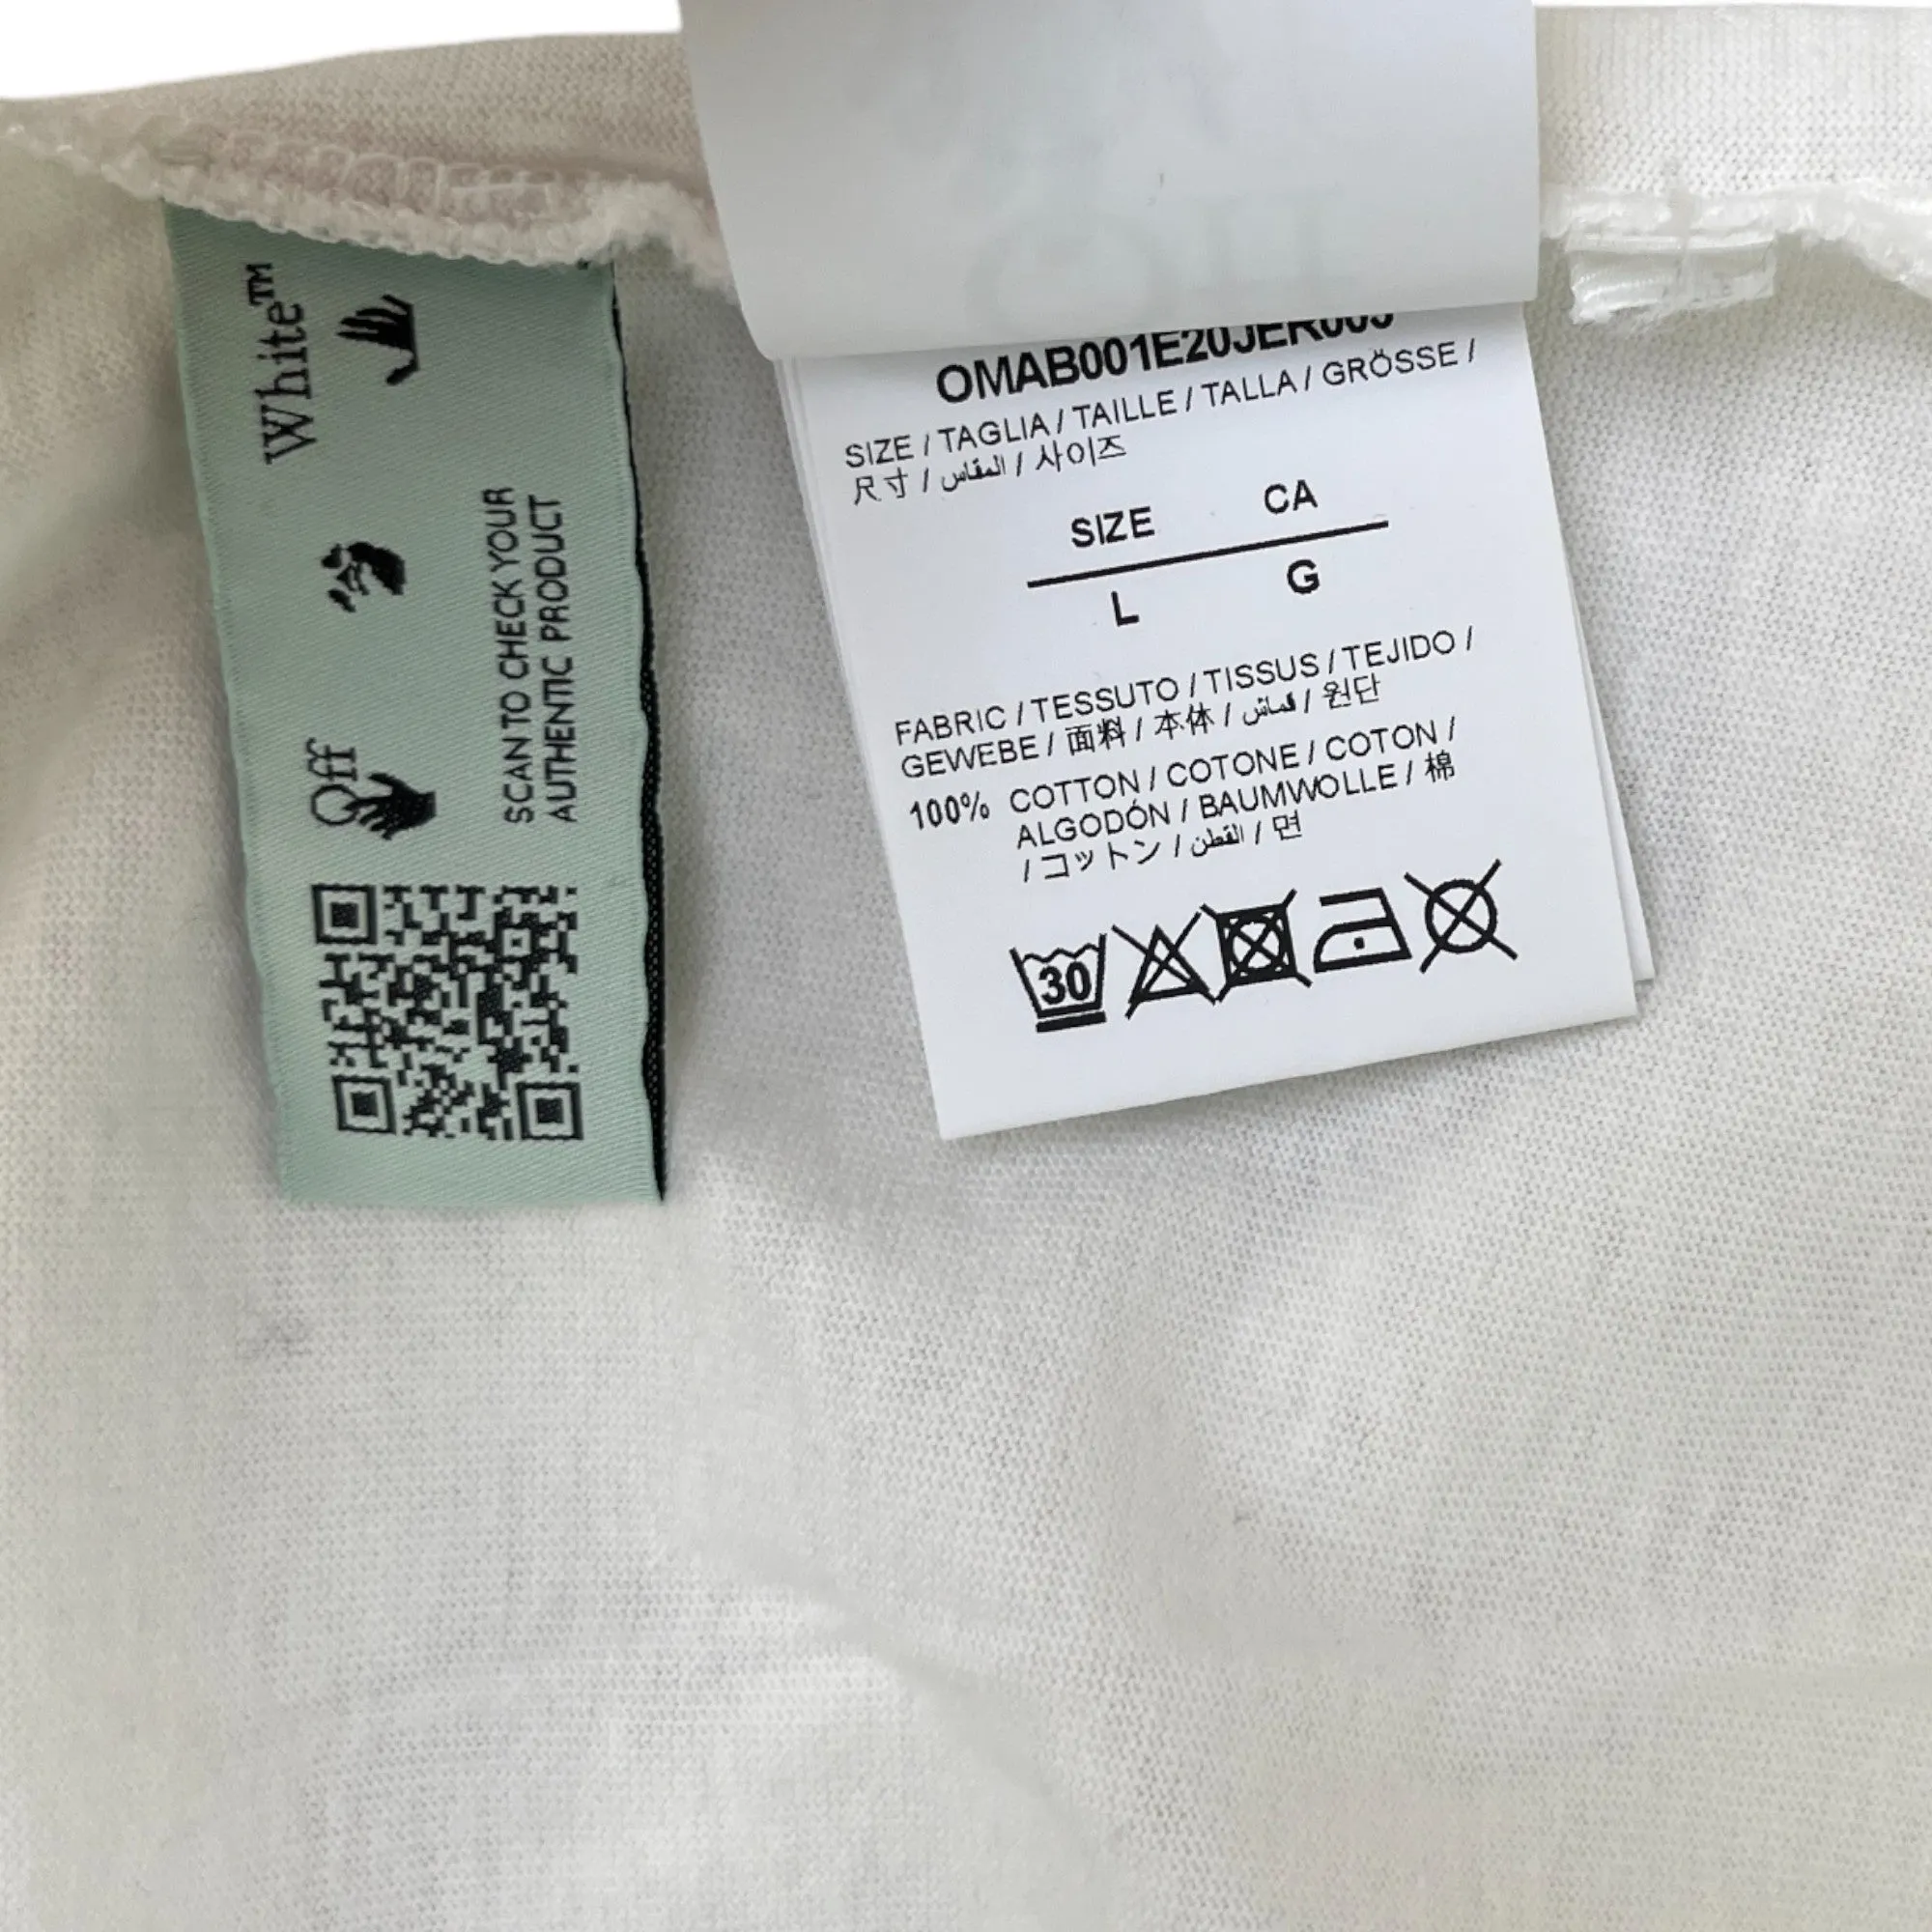 Off White™
SCAN TO CHECK YOUR
AUTHENTIC PRODUCT
OMAB001E20JER003
SIZE / TAGLIA / TAILLE / TALLA / GRÖSSE /
尺寸 / المقاس / 사이즈
SIZE CA
L G
FABRIC / TESSUTO / TISSUS / TEJIDO /
GEWEBE / 面料 / 本体 / قماش / 원단
100% COTTON / COTONE / COTON /
ALGODÓN / BAUMWOLLE / 棉
/ コットン / القطن / 면
30